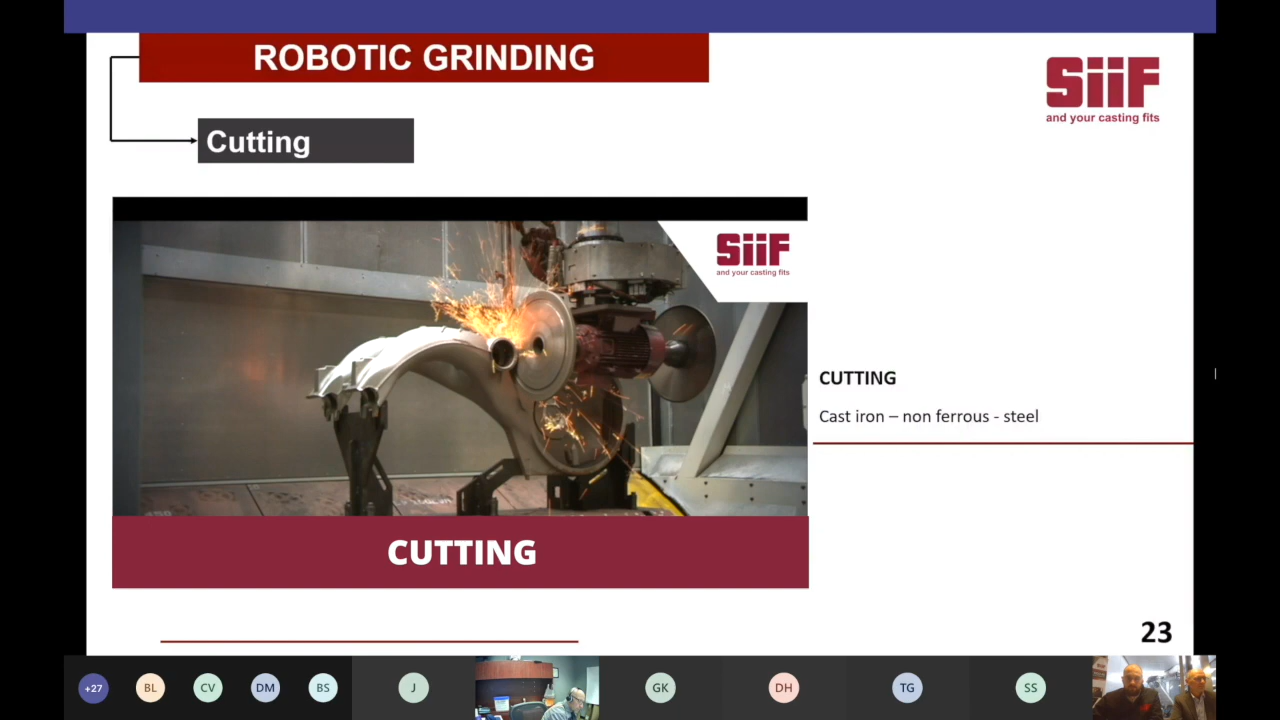 ROBOTIC GRINDING
SiiF
and your casting fits
Cutting
SiiF
and your casting fits
CUTTING
Cast iron – non ferrous - steel
CUTTING
23
+27
BL
CV
DM
BS
J
GK
DH
TG
SS